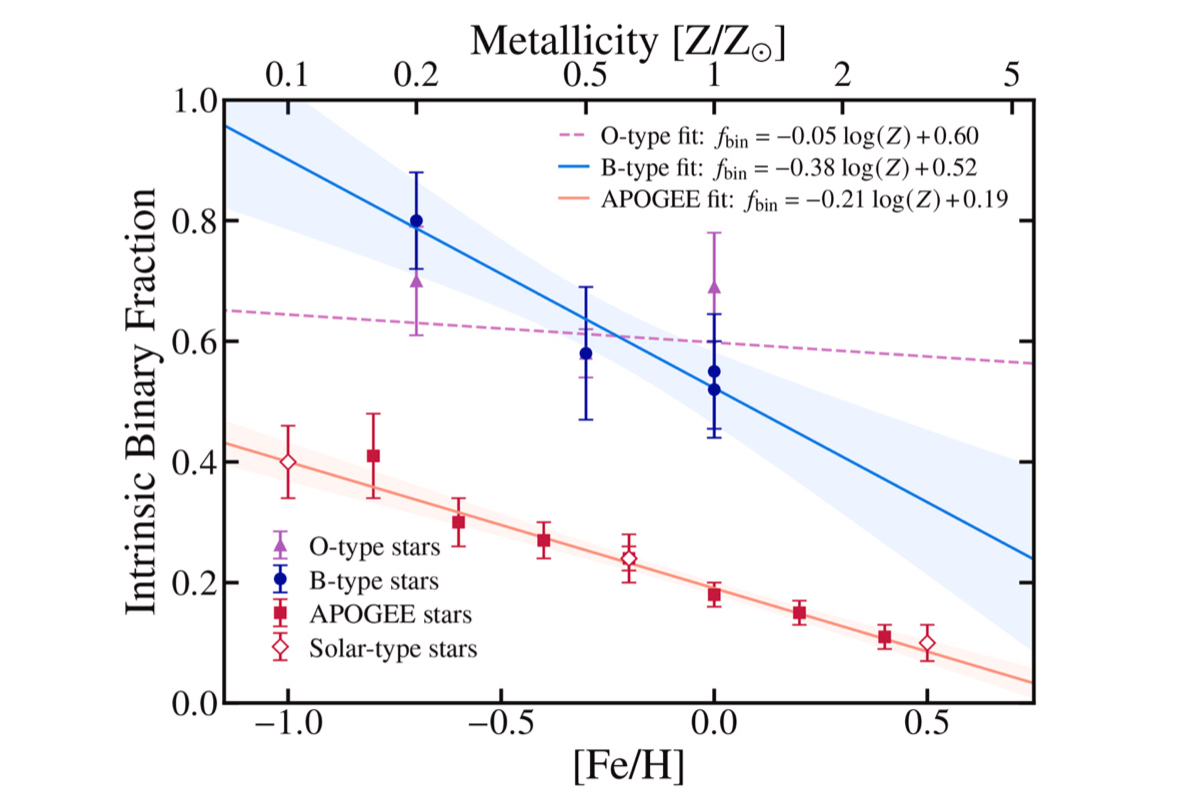 Metallicity [Z/Z⊙]
0.1 0.2 0.5 1 2 5
1.0
0.8
0.6
0.4
0.2
0.0
Intrinsic Binary Fraction
O-type fit: fbin = −0.05 log(Z)+0.60
B-type fit: fbin = −0.38 log(Z)+0.52
APOGEE fit: fbin = −0.21 log(Z)+0.19
O-type stars
B-type stars
APOGEE stars
Solar-type stars
−1.0 −0.5 0.0 0.5
[Fe/H]